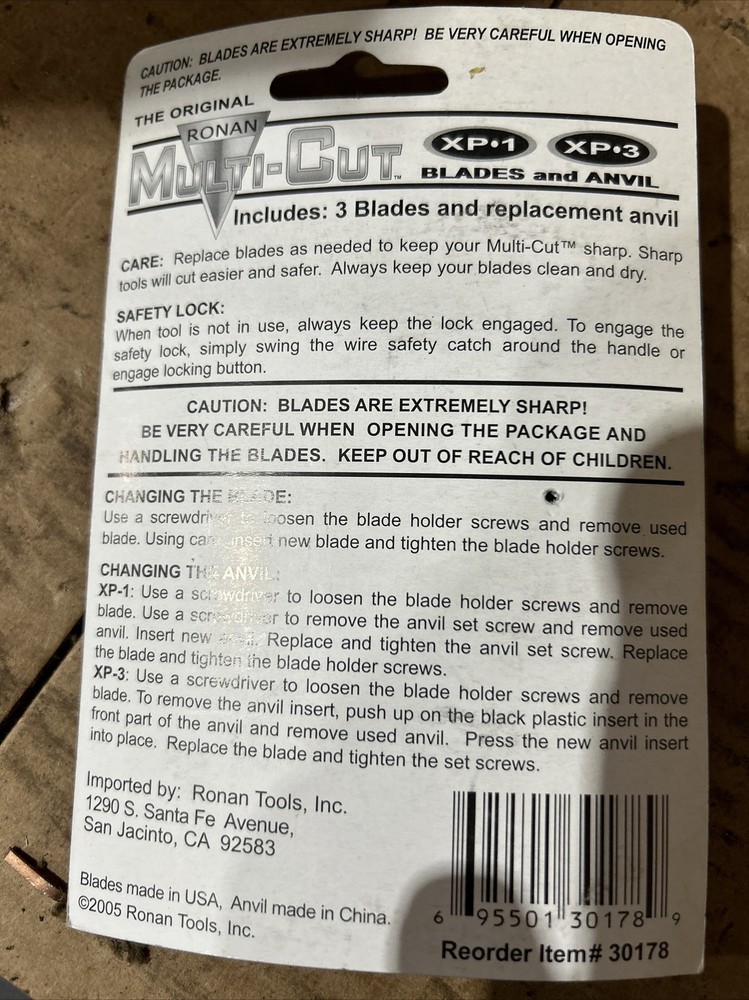 CAUTION: BLADES ARE EXTREMELY SHARP! BE VERY CAREFUL WHEN OPENING
THE PACKAGE.
THE ORIGINAL
RONAN
MULTI-CUT™
XP•1 XP•3
BLADES and ANVIL
Includes: 3 Blades and replacement anvil
CARE: Replace blades as needed to keep your Multi-Cut™ sharp. Sharp
tools will cut easier and safer. Always keep your blades clean and dry.
SAFETY LOCK:
When tool is not in use, always keep the lock engaged. To engage the
safety lock, simply swing the wire safety catch around the handle or
engage locking button.
CAUTION: BLADES ARE EXTREMELY SHARP!
BE VERY CAREFUL WHEN OPENING THE PACKAGE AND
HANDLING THE BLADES. KEEP OUT OF REACH OF CHILDREN.
CHANGING THE BLADE:
Use a screwdriver to loosen the blade holder screws and remove used
blade. Using care, insert new blade and tighten the blade holder screws.
CHANGING THE ANVIL:
XP-1: Use a screwdriver to loosen the blade holder screws and remove
blade. Use a screwdriver to remove the anvil set screw and remove used
anvil. Insert new anvil. Replace and tighten the anvil set screw. Replace
the blade and tighten the blade holder screws.
XP-3: Use a screwdriver to loosen the blade holder screws and remove
blade. To remove the anvil insert, push up on the black plastic insert in the
front part of the anvil and remove used anvil. Press the new anvil insert
into place. Replace the blade and tighten the set screws.
Imported by: Ronan Tools, Inc.
1290 S. Santa Fe Avenue,
San Jacinto, CA 92583
Blades made in USA, Anvil made in China.
©2005 Ronan Tools, Inc.
6 95501 30178 9
Reorder Item# 30178